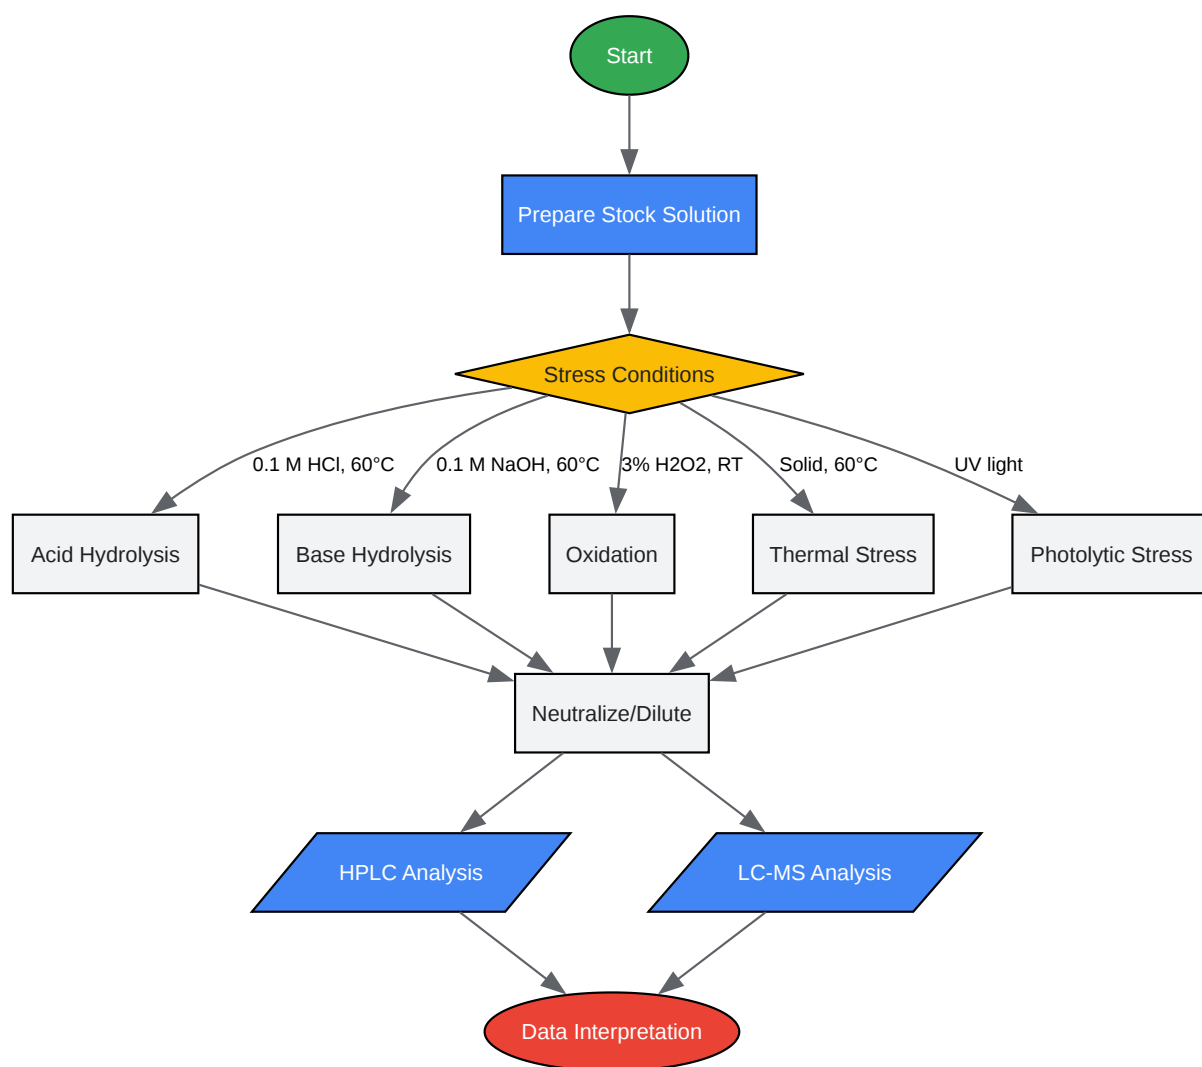 Start
Prepare Stock Solution
Stress Conditions
0.1 M HCl, 60°C
0.1 M NaOH, 60°C
3% H2O2, RT
Solid, 60°C
UV light
Acid Hydrolysis
Base Hydrolysis
Oxidation
Thermal Stress
Photolytic Stress
Neutralize/Dilute
HPLC Analysis
LC-MS Analysis
Data Interpretation